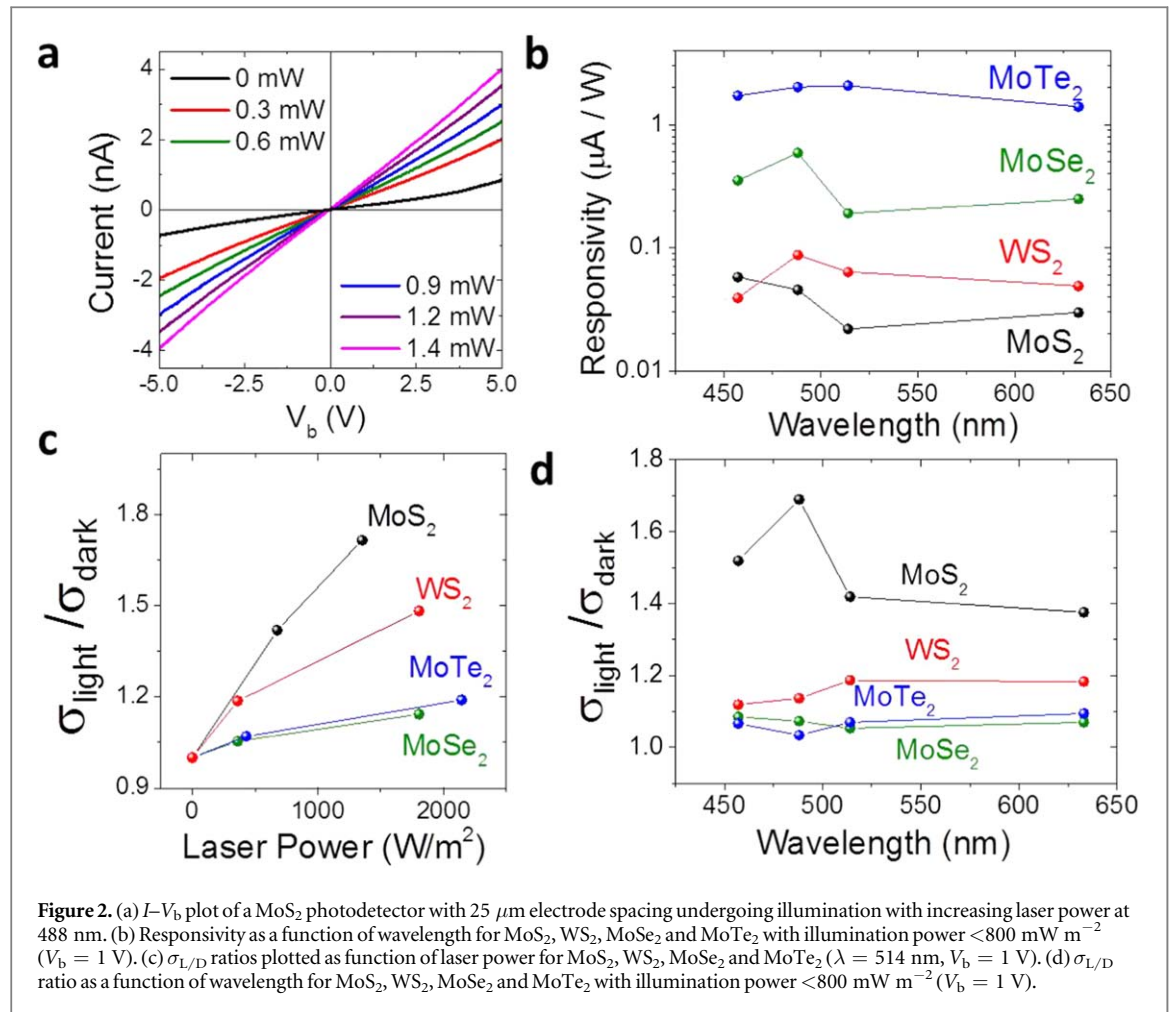 a
0 mW
0.3 mW
0.6 mW
0.9 mW
1.2 mW
1.4 mW
Current (nA)
4
2
0
-2
-4
-5.0 -2.5 0.0 2.5 5.0
V_b (V)
b
Responsivity (μA / W)
1
0.1
0.01
MoTe₂
MoSe₂
WS₂
MoS₂
450 500 550 600 650
Wavelength (nm)
c
σ_light /σ_dark
1.8
1.5
1.2
0.9
MoS₂
WS₂
MoTe₂
MoSe₂
0 1000 2000
Laser Power (W/m²)
d
σ_light /σ_dark
1.8
1.6
1.4
1.2
1.0
MoS₂
WS₂
MoTe₂
MoSe₂
450 500 550 600 650
Wavelength (nm)
Figure 2. (a) I–V_b plot of a MoS₂ photodetector with 25 μm electrode spacing undergoing illumination with increasing laser power at
488 nm. (b) Responsivity as a function of wavelength for MoS₂, WS₂, MoSe₂ and MoTe₂ with illumination power <800 mW m⁻²
(V_b = 1 V). (c) σ_L/D ratios plotted as function of laser power for MoS₂, WS₂, MoSe₂ and MoTe₂ (λ = 514 nm, V_b = 1 V). (d) σ_L/D
ratio as a function of wavelength for MoS₂, WS₂, MoSe₂ and MoTe₂ with illumination power <800 mW m⁻² (V_b = 1 V).